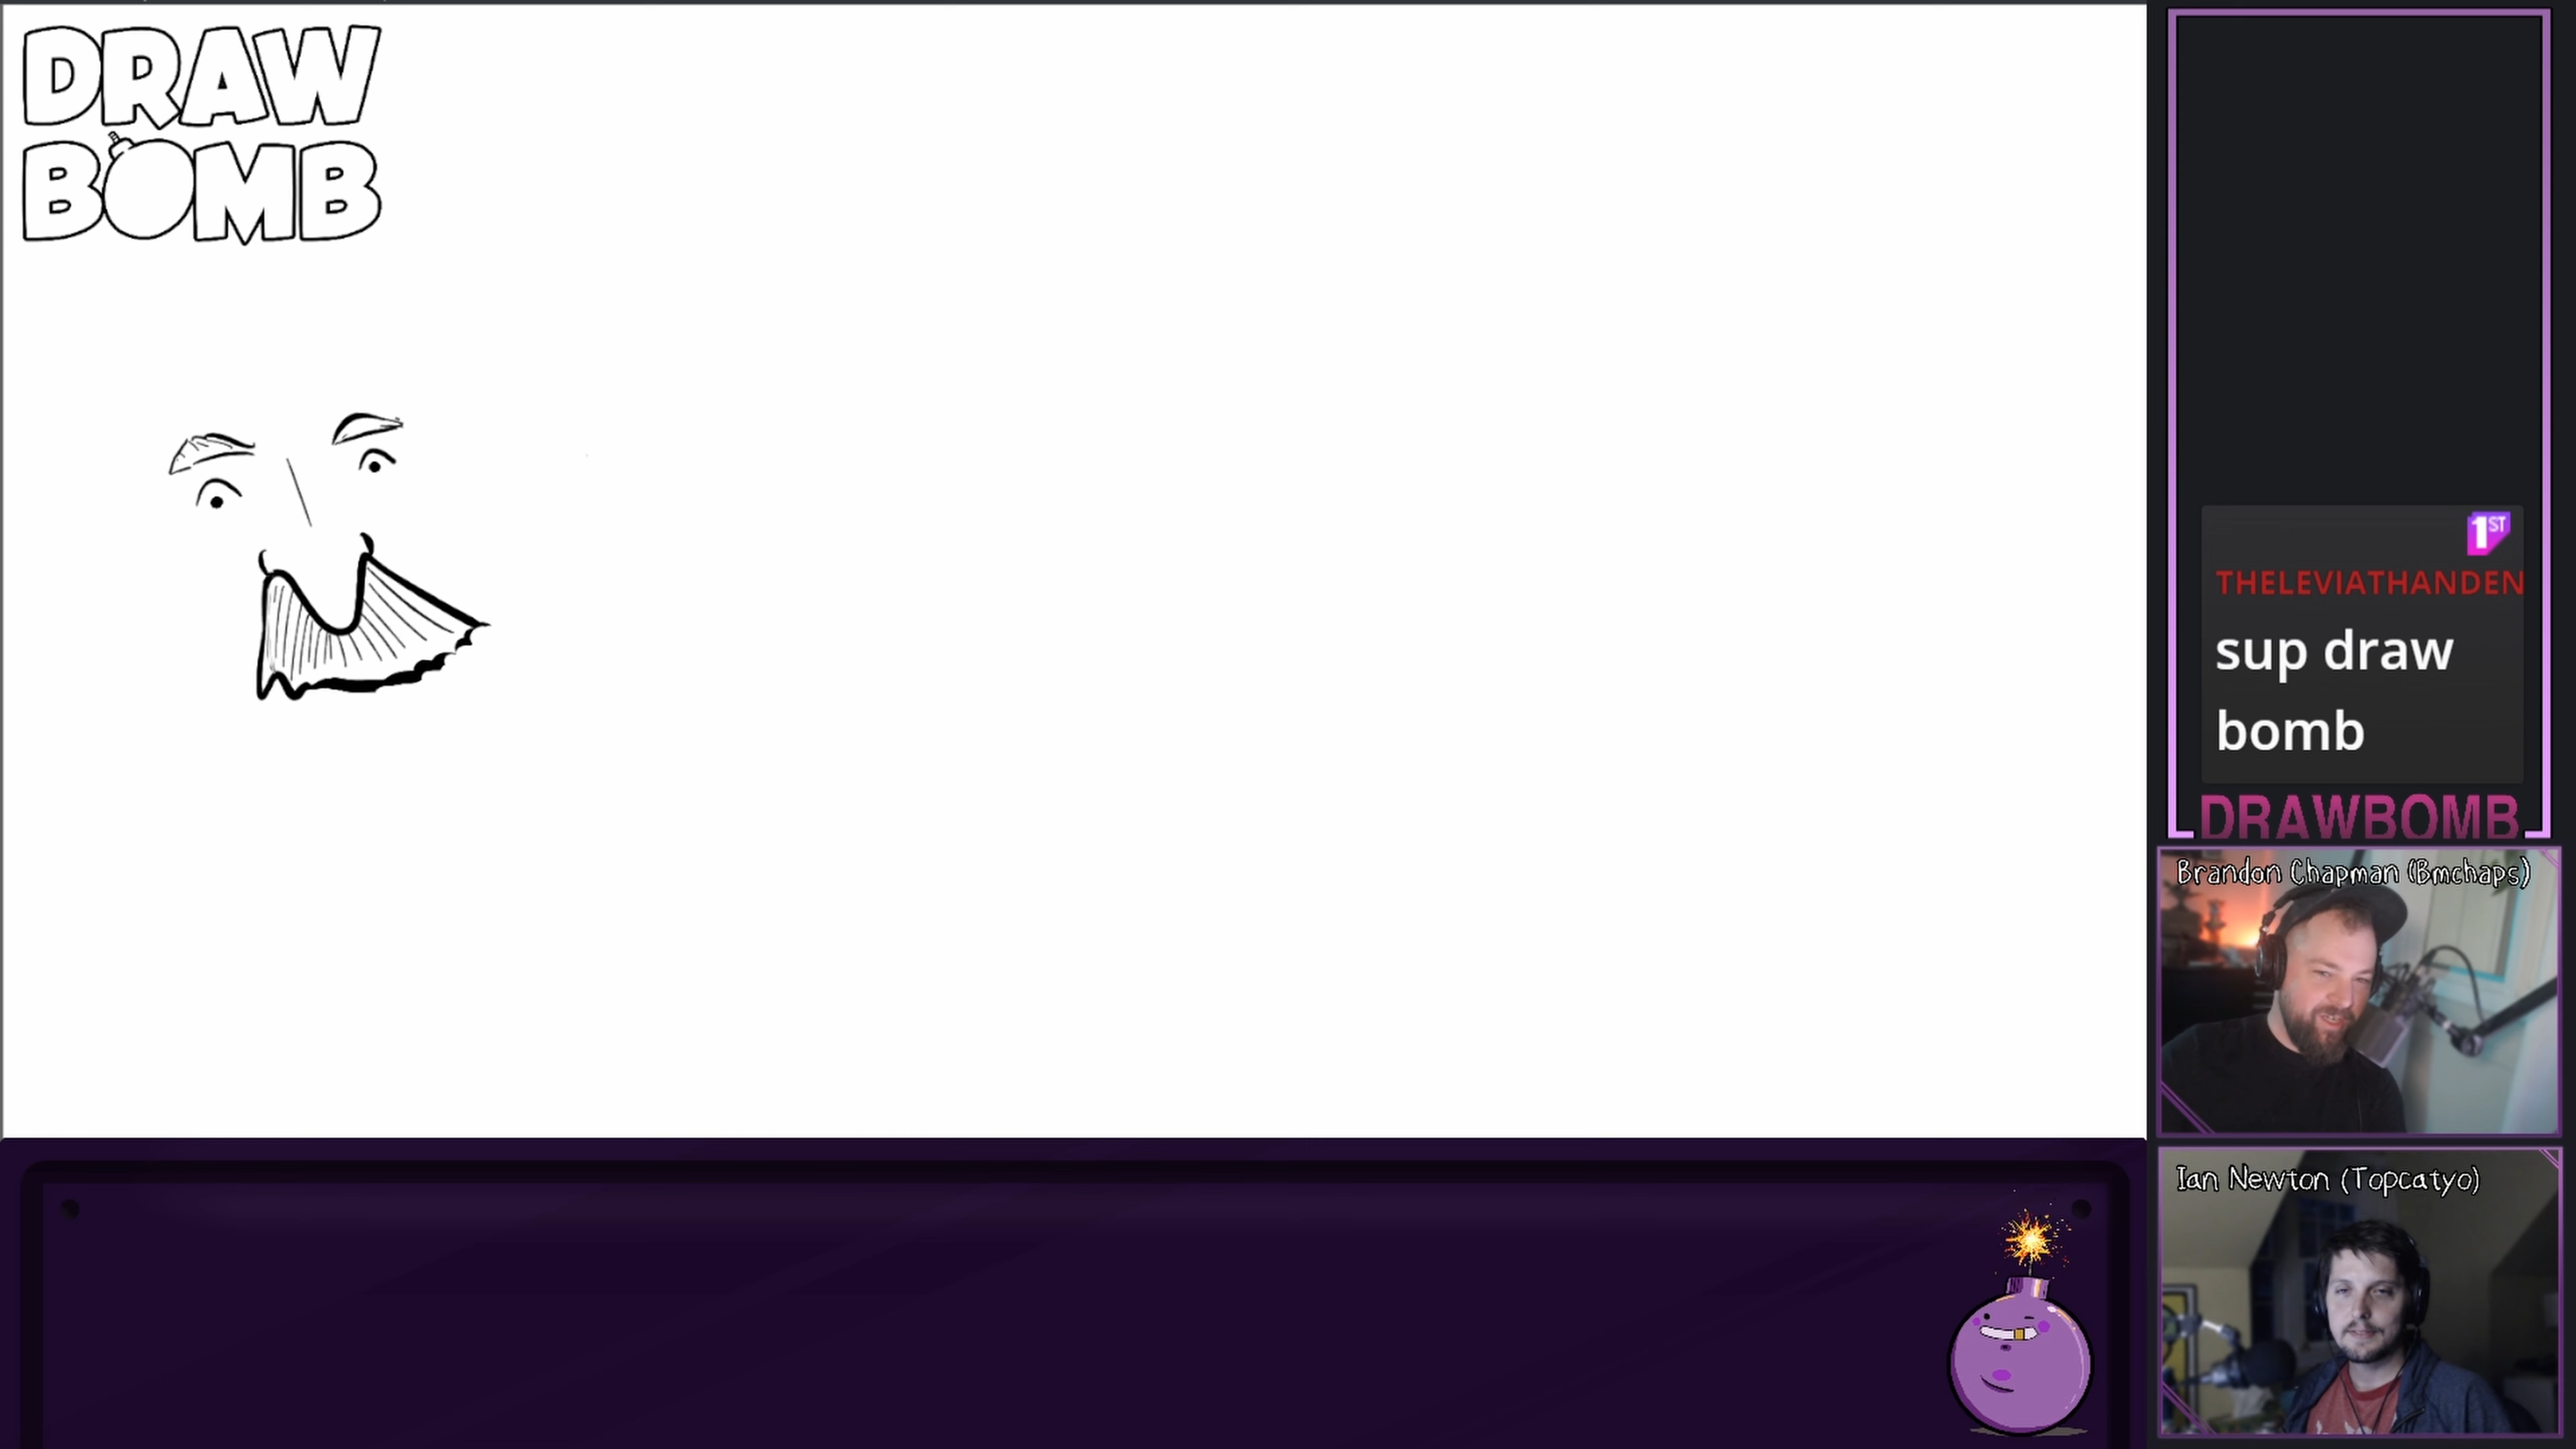 DRAW
BOMB
1ST
THELEVIATHANDEN
sup draw
bomb
DRAWBOMB
Brandon Chapman (Bmchaps)
Ian Newton (Topcatyo)